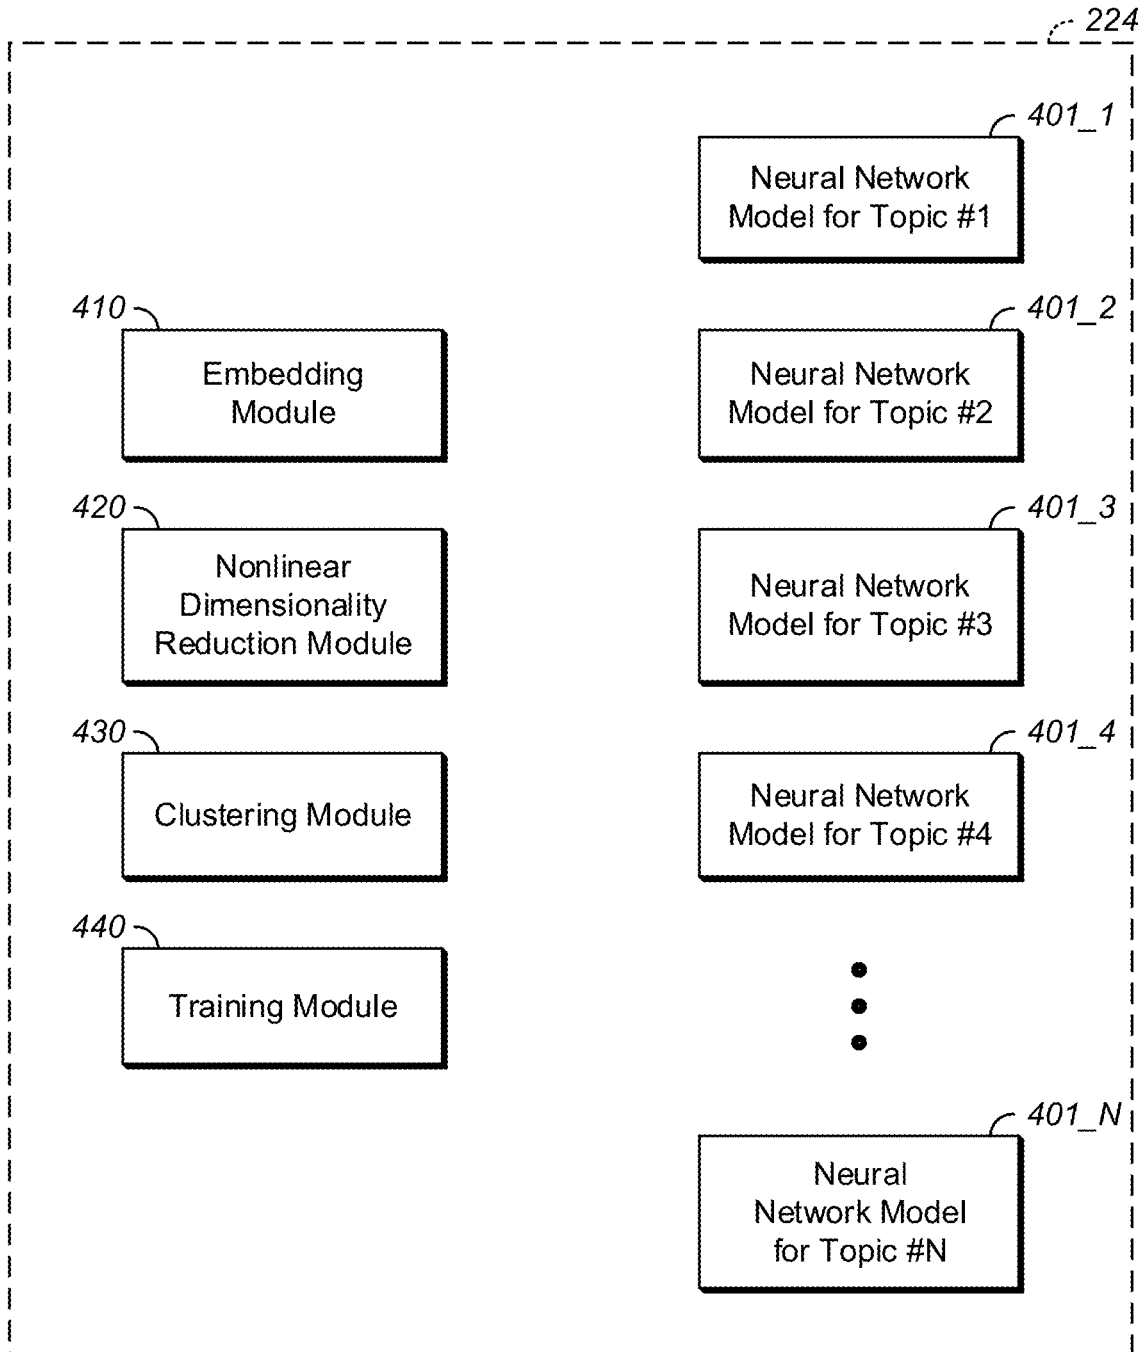 224
401_1
Neural Network
Model for Topic #1
410
Embedding
Module
401_2
Neural Network
Model for Topic #2
420
Nonlinear
Dimensionality
Reduction Module
401_3
Neural Network
Model for Topic #3
430
Clustering Module
401_4
Neural Network
Model for Topic #4
440
Training Module
401_N
Neural
Network Model
for Topic #N